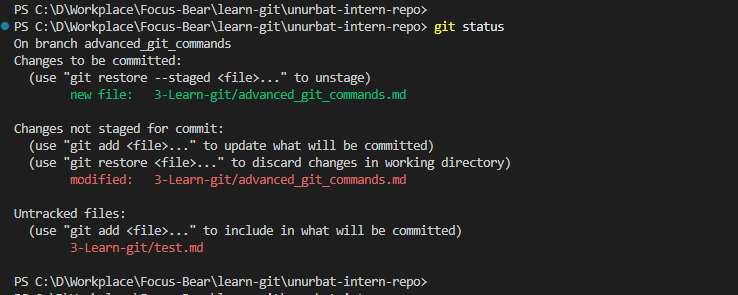 PS C:\D\Workplace\Focus-Bear\learn-git\unurbat-intern-repo>
PS C:\D\Workplace\Focus-Bear\learn-git\unurbat-intern-repo> git status
On branch advanced_git_commands
Changes to be committed:
  (use "git restore --staged <file>..." to unstage)
        new file:   3-Learn-git/advanced_git_commands.md

Changes not staged for commit:
  (use "git add <file>..." to update what will be committed)
  (use "git restore <file>..." to discard changes in working directory)
        modified:   3-Learn-git/advanced_git_commands.md

Untracked files:
  (use "git add <file>..." to include in what will be committed)
        3-Learn-git/test.md

PS C:\D\Workplace\Focus-Bear\learn-git\unurbat-intern-repo>